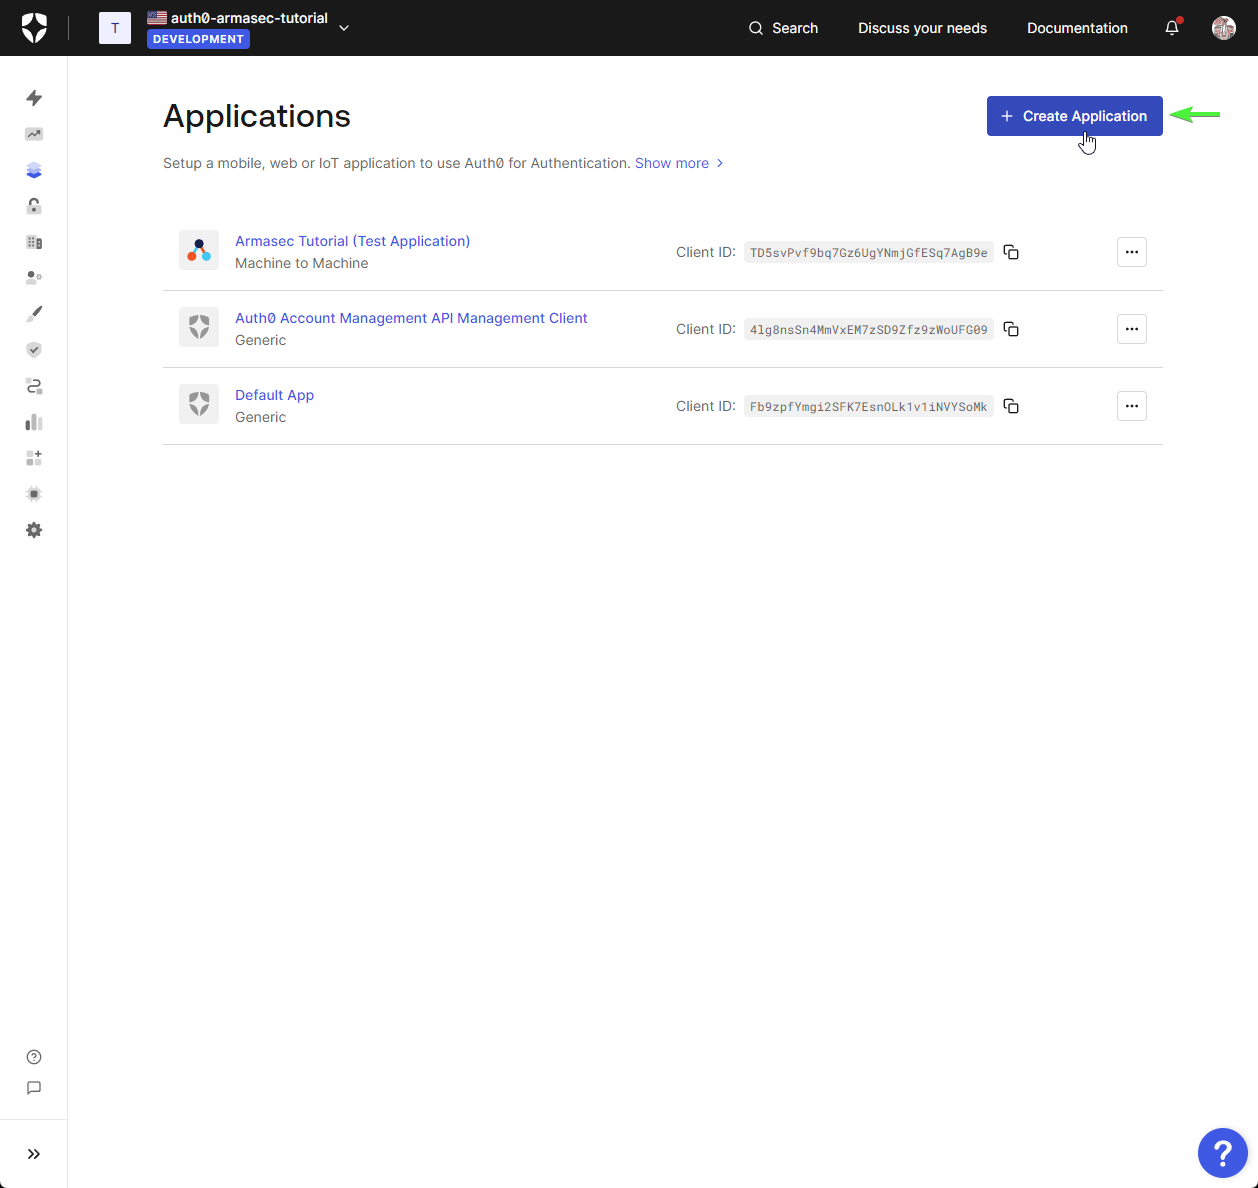 T
auth0-armasec-tutorial
DEVELOPMENT
Search
Discuss your needs
Documentation
Applications
+ Create Application
Setup a mobile, web or IoT application to use Auth0 for Authentication. Show more >
Armasec Tutorial (Test Application)
Machine to Machine
Client ID: TD5svPvf9bq7Gz6UgYNmjGfESq7AgB9e
Auth0 Account Management API Management Client
Generic
Client ID: 4lg8nsSn4MmVxEM7zSD9Zfz9zWoUFG09
Default App
Generic
Client ID: Fb9zpfYmgi2SFK7EsnOLk1v1iNVYSoMk
?